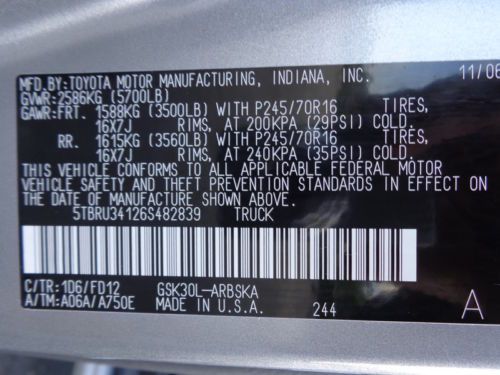 MFD.BY:TOYOTA MOTOR MANUFACTURING, INDIANA, INC. 11/06
GVWR:2586KG (5700LB)
GAWR:FRT. 1588KG (3500LB) WITH P245/70R16 TIRES,
16X7J RIMS, AT 200KPA (29PSI) COLD.
RR. 1615KG (3560LB) WITH P245/70R16 TIRES,
16X7J RIMS, AT 240KPA (35PSI) COLD.
THIS VEHICLE CONFORMS TO ALL APPLICABLE FEDERAL MOTOR
VEHICLE SAFETY AND THEFT PREVENTION STANDARDS IN EFFECT ON
THE DATE OF MANUFACTURE SHOWN ABOVE.
5TBRU34126S482839 TRUCK
C/TR:1D6/FD12 GSK30L-ARBSKA
A/TM:A06A/A750E MADE IN U.S.A. 244 A